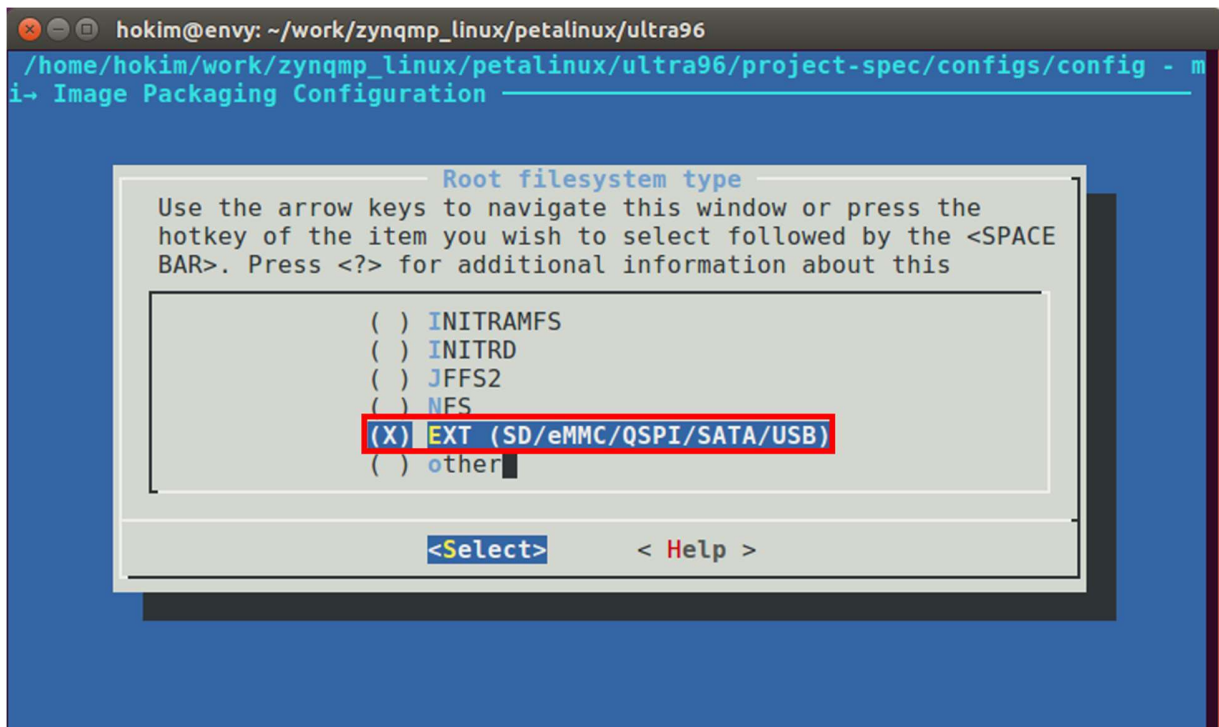 hokim@envy: ~/work/zynqmp_linux/petalinux/ultra96
/home/hokim/work/zynqmp_linux/petalinux/ultra96/project-spec/configs/config - m
i→ Image Packaging Configuration
Root filesystem type
Use the arrow keys to navigate this window or press the
hotkey of the item you wish to select followed by the <SPACE
BAR>. Press <?> for additional information about this
( ) INITRAMFS
( ) INITRD
( ) JFFS2
( ) NFS
(X) EXT (SD/eMMC/QSPI/SATA/USB)
( ) other
<Select> < Help >